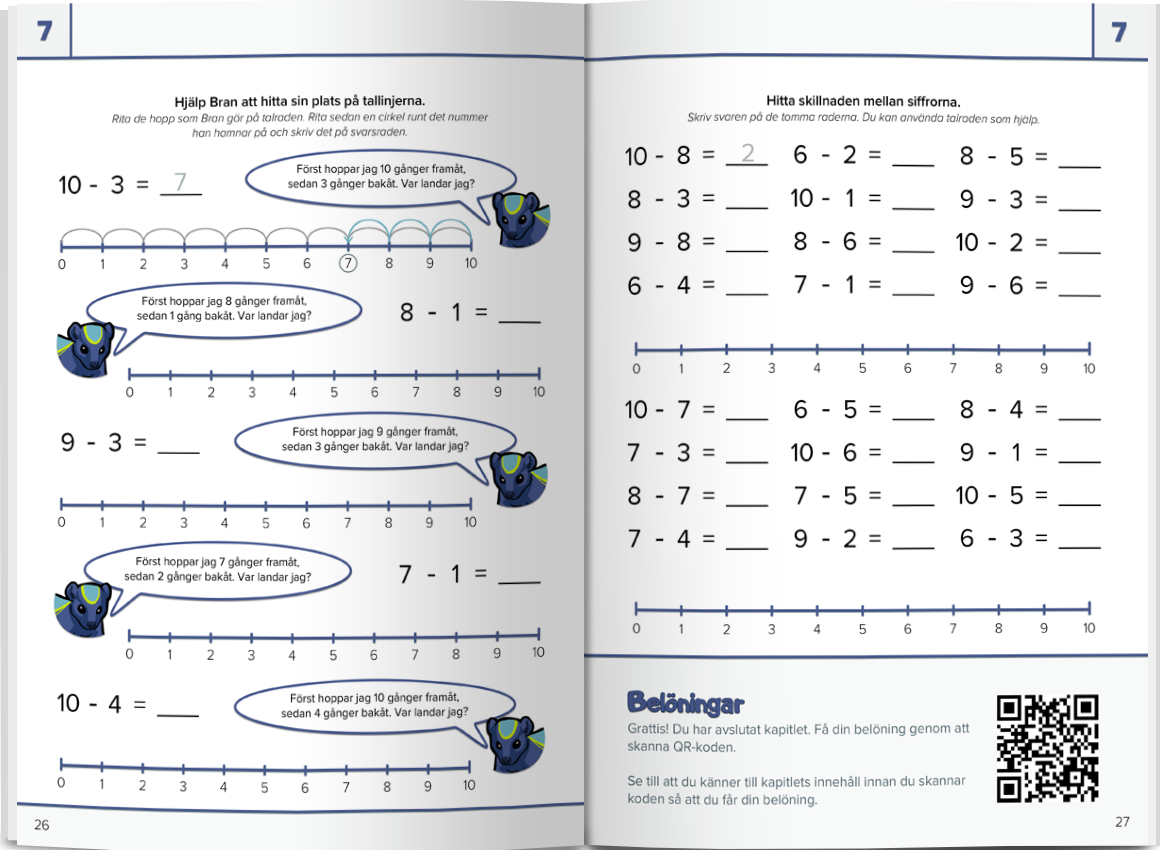 7
Hjälp Bran att hitta sin plats på tallinjerna.
Rita de hopp som Bran gör på talraden. Rita sedan en cirkel runt det nummer
han hamnar på och skriv det på svarsraden.
10 - 3 = 7
Först hoppar jag 10 gånger framåt,
sedan 3 gånger bakåt. Var landar jag?
0 1 2 3 4 5 6 7 8 9 10
Först hoppar jag 8 gånger framåt,
sedan 1 gång bakåt. Var landar jag?
8 - 1 = ___
0 1 2 3 4 5 6 7 8 9 10
9 - 3 = ___
Först hoppar jag 9 gånger framåt,
sedan 3 gånger bakåt. Var landar jag?
0 1 2 3 4 5 6 7 8 9 10
Först hoppar jag 7 gånger framåt,
sedan 2 gånger bakåt. Var landar jag?
7 - 1 = ___
0 1 2 3 4 5 6 7 8 9 10
10 - 4 = ___
Först hoppar jag 10 gånger framåt,
sedan 4 gånger bakåt. Var landar jag?
0 1 2 3 4 5 6 7 8 9 10
26
7
Hitta skillnaden mellan siffrorna.
Skriv svaren på de tomma raderna. Du kan använda talraden som hjälp.
10 - 8 = 2 6 - 2 = ___ 8 - 5 = ___
8 - 3 = ___ 10 - 1 = ___ 9 - 3 = ___
9 - 8 = ___ 8 - 6 = ___ 10 - 2 = ___
6 - 4 = ___ 7 - 1 = ___ 9 - 6 = ___
0 1 2 3 4 5 6 7 8 9 10
10 - 7 = ___ 6 - 5 = ___ 8 - 4 = ___
7 - 3 = ___ 10 - 6 = ___ 9 - 1 = ___
8 - 7 = ___ 7 - 5 = ___ 10 - 5 = ___
7 - 4 = ___ 9 - 2 = ___ 6 - 3 = ___
0 1 2 3 4 5 6 7 8 9 10
Belöningar
Grattis! Du har avslutat kapitlet. Få din belöning genom att
skanna QR-koden.
Se till att du känner till kapitlets innehåll innan du skannar
koden så att du får din belöning.
27